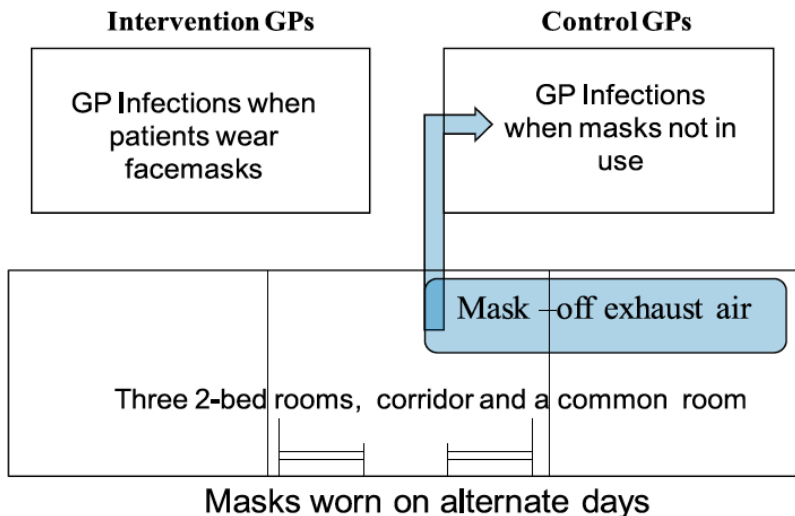 Intervention GPs
Control GPs
GP Infections when
patients wear
facemasks
GP Infections
when masks not in
use
Mask –off exhaust air
Three 2-bed rooms, corridor and a common room
Masks worn on alternate days